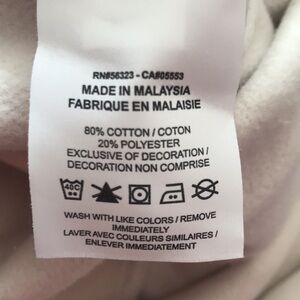 RN#56323 - CA#05553
MADE IN MALAYSIA
FABRIQUE EN MALAISIE
80% COTTON / COTON
20% POLYESTER
EXCLUSIVE OF DECORATION /
DECORATION NON COMPRISE
40C
WASH WITH LIKE COLORS / REMOVE
IMMEDIATELY
LAVER AVEC COULEURS SIMILAIRES /
ENLEVER IMMEDIATEMENT